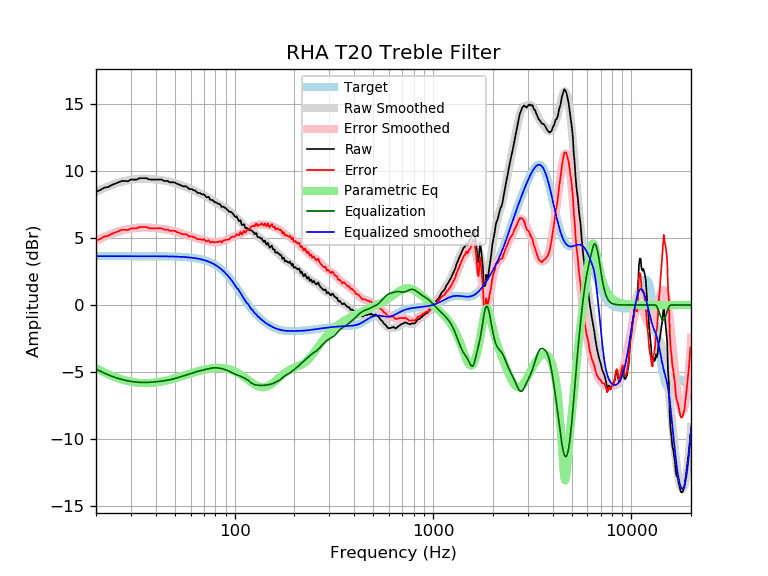 RHA T20 Treble Filter
Target
Raw Smoothed
Error Smoothed
Raw
Error
Parametric Eq
Equalization
Equalized smoothed
15
10
5
0
−5
−10
−15
Amplitude (dBr)
100
1000
10000
Frequency (Hz)